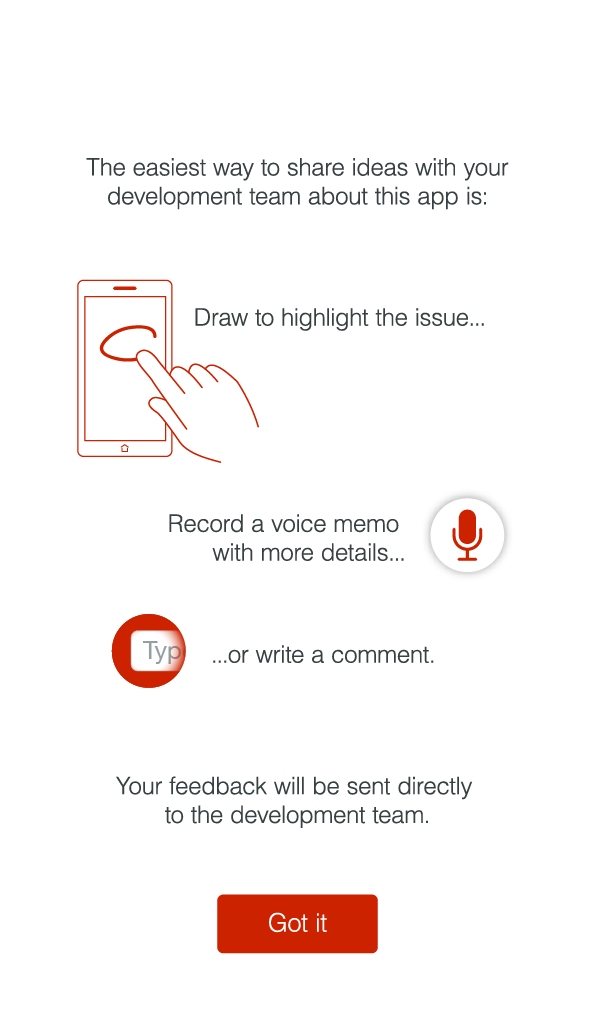 The easiest way to share ideas with your
development team about this app is:
Draw to highlight the issue...
Record a voice memo
with more details...
Typ
...or write a comment.
Your feedback will be sent directly
to the development team.
Got it